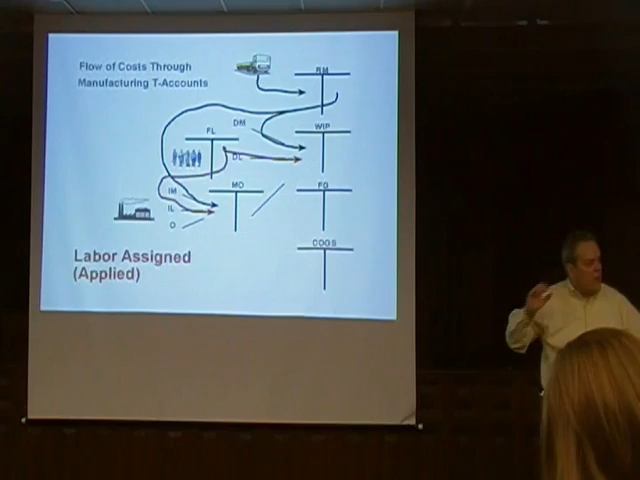 Flow of Costs Through
Manufacturing T-Accounts
RM
DM
WIP
FL
DL
IM
MO
FG
IL
O
COGS
Labor Assigned
(Applied)